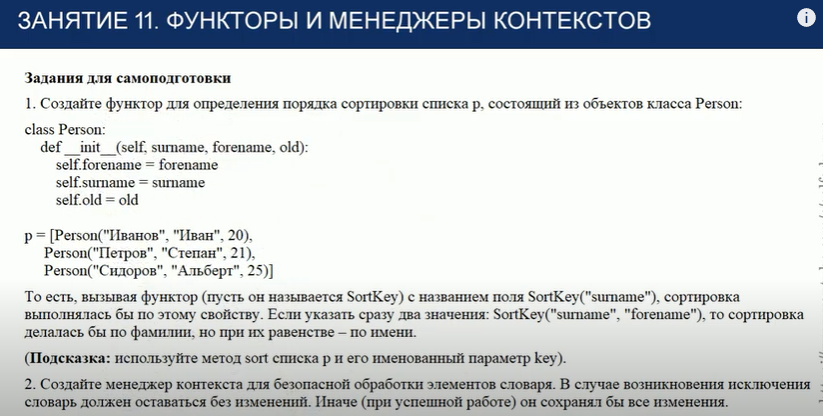 ЗАНЯТИЕ 11. ФУНКТОРЫ И МЕНЕДЖЕРЫ КОНТЕКСТОВ
Задания для самоподготовки
1. Создайте функтор для определения порядка сортировки списка p, состоящий из объектов класса Person:
class Person:
def __init__(self, surname, forename, old):
self.forename = forename
self.surname = surname
self.old = old
p = [Person("Иванов", "Иван", 20),
Person("Петров", "Степан", 21),
Person("Сидоров", "Альберт", 25)]
То есть, вызывая функтор (пусть он называется SortKey) с названием поля SortKey("surname"), сортировка
выполнялась бы по этому свойству. Если указать сразу два значения: SortKey("surname", "forename"), то сортировка
делалась бы по фамилии, но при их равенстве – по имени.
(Подсказка: используйте метод sort списка p и его именованный параметр key).
2. Создайте менеджер контекста для безопасной обработки элементов словаря. В случае возникновения исключения
словарь должен оставаться без изменений. Иначе (при успешной работе) он сохранял бы все изменения.